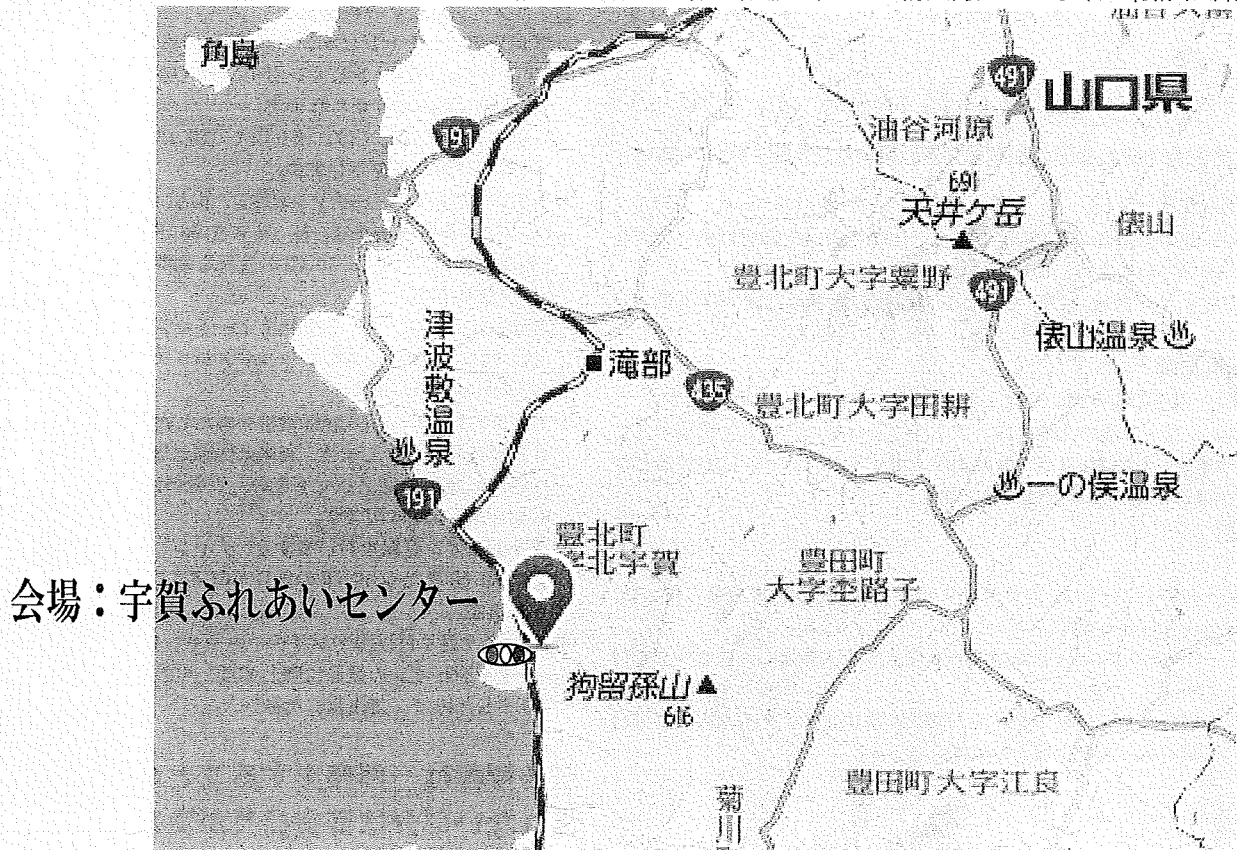 角島
491
山口県
191
油谷河原
691
天井ケ岳
俵山
豊北町大字粟野
491
津波敷温泉
俵山温泉
滝部
435
豊北町大字田耕
191
一の俣温泉
豊北町
字北宇賀
豊田町
大字杢路子
会場：宇賀ふれあいセンター
狗留孫山
616
豊田町大字江良
菊川